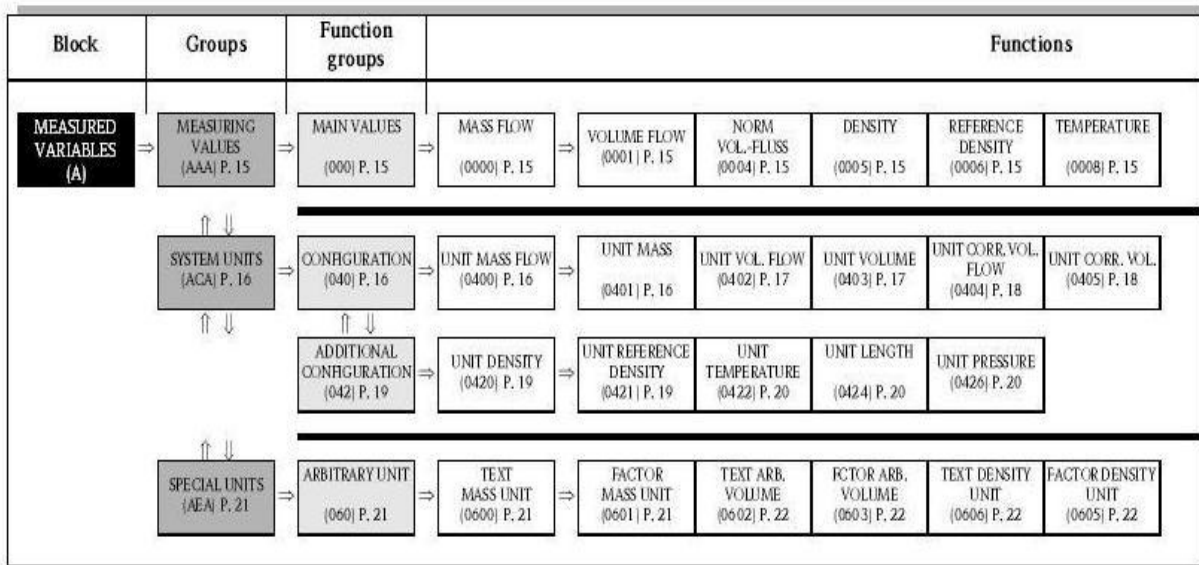 Block
Groups
Function
groups
Functions
MEASURED
VARIABLES
(A)
⇒
MEASURING
VALUES
(AAA) P. 15
⇒
MAIN VALUES
(000) P. 15
⇒
MASS FLOW
(0000) P. 15
⇒
VOLUME FLOW
(0001) P. 15
NORM
VOL.-FLUSS
(0004) P. 15
DENSITY
(0005) P. 15
REFERENCE
DENSITY
(0006) P. 15
TEMPERATURE
(0008) P. 15
⇑ ⇓
SYSTEM UNITS
(ACA) P. 16
⇒
CONFIGURATION
(040) P. 16
⇒
UNIT MASS FLOW
(0400) P. 16
⇒
UNIT MASS
(0401) P. 16
UNIT VOL. FLOW
(0402) P. 17
UNIT VOLUME
(0403) P. 17
UNIT CORR. VOL.
FLOW
(0404) P. 18
UNIT CORR. VOL.
(0405) P. 18
⇑ ⇓
⇑ ⇓
ADDITIONAL
CONFIGURATION
(042) P. 19
⇒
UNIT DENSITY
(0420) P. 19
⇒
UNIT REFERENCE
DENSITY
(0421) P. 19
UNIT
TEMPERATURE
(0422) P. 20
UNIT LENGTH
(0424) P. 20
UNIT PRESSURE
(0426) P. 20
⇑ ⇓
SPECIAL UNITS
(AEA) P. 21
⇒
ARBITRARY UNIT
(060) P. 21
⇒
TEXT
MASS UNIT
(0600) P. 21
⇒
FACTOR
MASS UNIT
(0601) P. 21
TEXT ARB.
VOLUME
(0602) P. 22
FCTOR ARB.
VOLUME
(0603) P. 22
TEXT DENSITY
UNIT
(0606) P. 22
FACTOR DENSITY
UNIT
(0605) P. 22